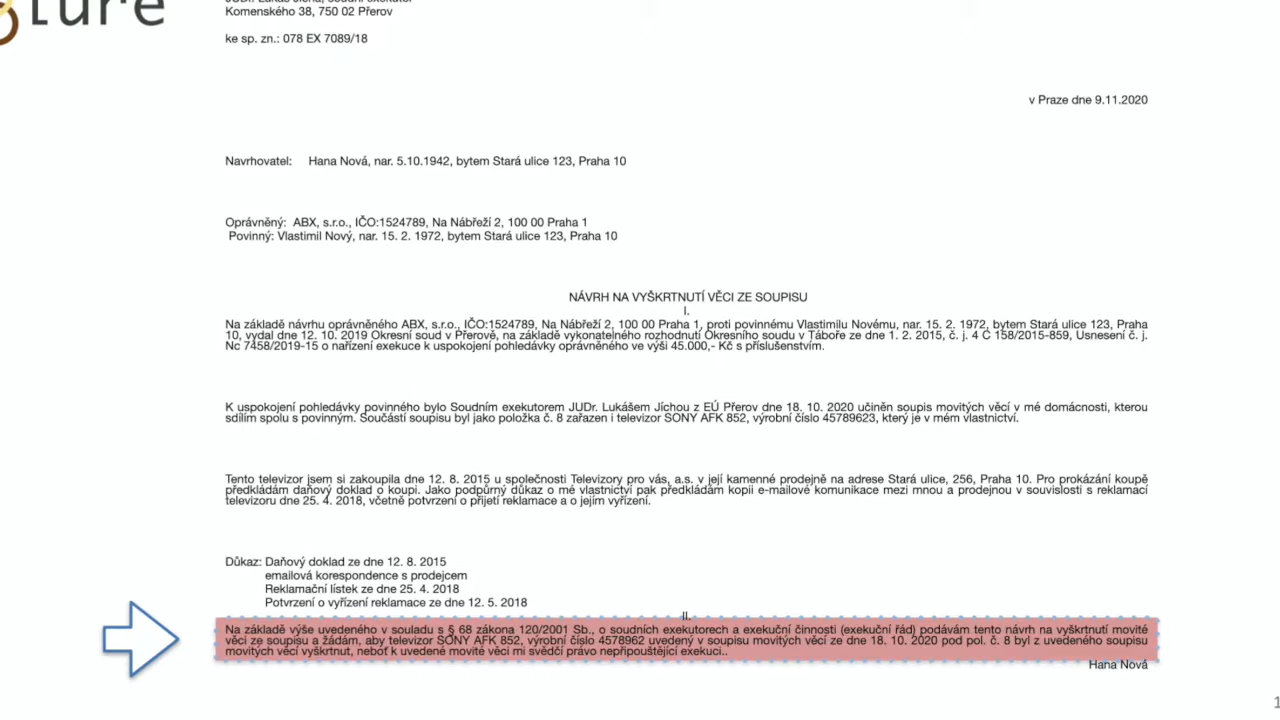 ture
JUDr. Lukáš Jícha, soudní exekutor
Komenského 38, 750 02 Přerov
ke sp. zn.: 078 EX 7089/18
v Praze dne 9.11.2020
Navrhovatel: Hana Nová, nar. 5.10.1942, bytem Stará ulice 123, Praha 10
Oprávněný: ABX, s.r.o., IČO:1524789, Na Nábřeží 2, 100 00 Praha 1
Povinný: Vlastimil Nový, nar. 15. 2. 1972, bytem Stará ulice 123, Praha 10
NÁVRH NA VYŠKRTNUTÍ VĚCI ZE SOUPISU
I.
Na základě návrhu oprávněného ABX, s.r.o., IČO:1524789, Na Nábřeží 2, 100 00 Praha 1, proti povinnému Vlastimilu Novému, nar. 15. 2. 1972, bytem Stará ulice 123, Praha
10, vydal dne 12. 10. 2019 Okresní soud v Přerově, na základě vykonatelného rozhodnutí Okresního soudu v Táboře ze dne 1. 2. 2015, č. j. 4 C 158/2015-859, Usnesení č. j.
Nc 7458/2019-15 o nařízení exekuce k uspokojení pohledávky oprávněného ve výši 45.000,- Kč s příslušenstvím.
K uspokojení pohledávky povinného bylo Soudním exekutorem JUDr. Lukášem Jíchou z EÚ Přerov dne 18. 10. 2020 učiněn soupis movitých věcí v mé domácnosti, kterou
sdílím spolu s povinným. Součástí soupisu byl jako položka č. 8 zařazen i televizor SONY AFK 852, výrobní číslo 45789623, který je v mém vlastnictví.
Tento televizor jsem si zakoupila dne 12. 8. 2015 u společnosti Televizory pro vás, a.s. v její kamenné prodejně na adrese Stará ulice, 256, Praha 10. Pro prokázání koupě
předkládám daňový doklad o koupi. Jako podpůrný důkaz o mé vlastnictví pak předkládám kopii e-mailové komunikace mezi mnou a prodejnou v souvislosti s reklamací
televizoru dne 25. 4. 2018, včetně potvrzení o přijetí reklamace a o jejím vyřízení.
Důkaz: Daňový doklad ze dne 12. 8. 2015
emailová korespondence s prodejcem
Reklamační lístek ze dne 25. 4. 2018
Potvrzení o vyřízení reklamace ze dne 12. 5. 2018
II.
Na základě výše uvedeného v souladu s § 68 zákona 120/2001 Sb., o soudních exekutorech a exekuční činnosti (exekuční řád) podávám tento návrh na vyškrtnutí movité
věci ze soupisu a žádám, aby televizor SONY AFK 852, výrobní číslo 4578962 uvedený v soupisu movitých věcí ze dne 18. 10. 2020 pod pol. č. 8 byl z uvedeného soupisu
movitých věcí vyškrtnut, neboť k uvedené movité věci mi svědčí právo nepřipouštějící exekuci..
Hana Nová
1